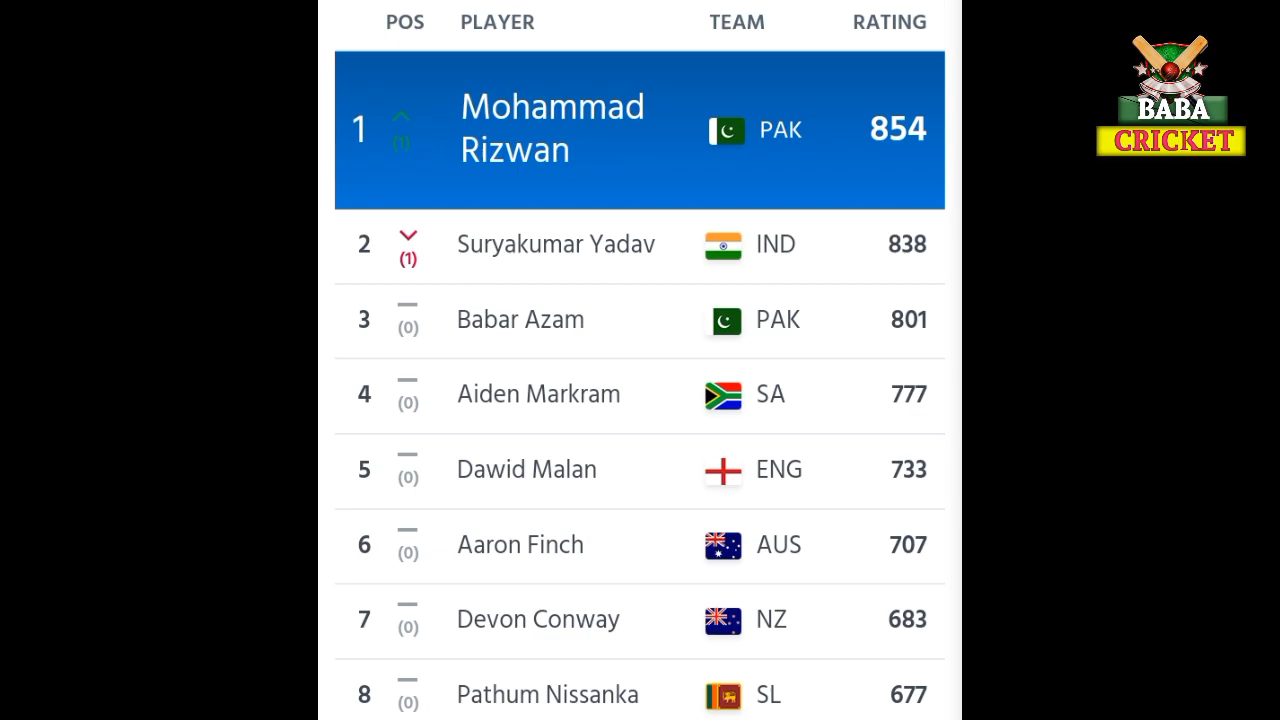 POS PLAYER TEAM RATING
1 (1) Mohammad Rizwan PAK 854
2 (1) Suryakumar Yadav IND 838
3 (0) Babar Azam PAK 801
4 (0) Aiden Markram SA 777
5 (0) Dawid Malan ENG 733
6 (0) Aaron Finch AUS 707
7 (0) Devon Conway NZ 683
8 (0) Pathum Nissanka SL 677
BABA
CRICKET